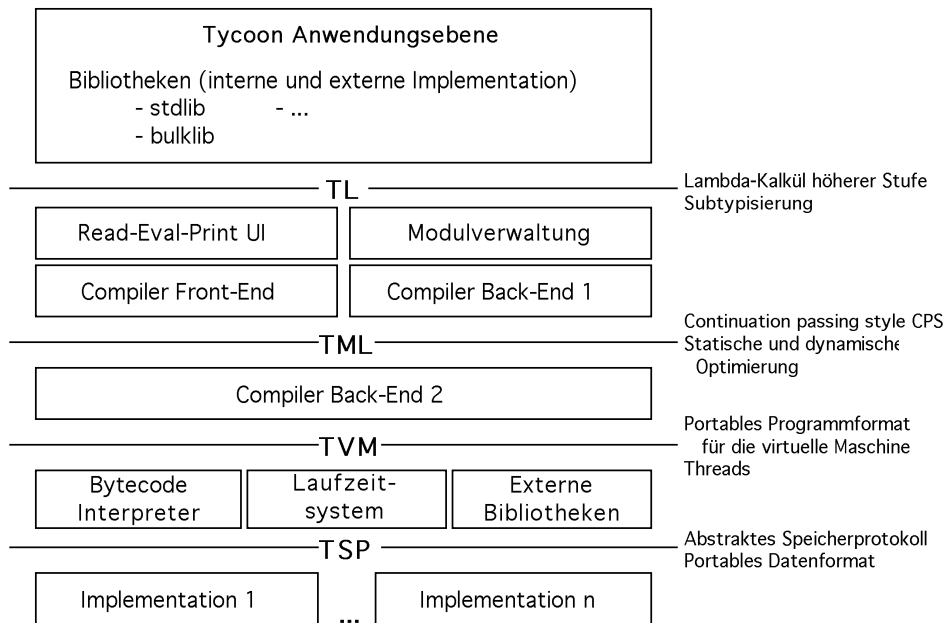 Tycoon Anwendungsebene
Bibliotheken (interne und externe Implementation)
- stdlib - ...
- bulklib
TL
Lambda-Kalkül höherer Stufe
Subtypisierung
Read-Eval-Print UI
Modulverwaltung
Compiler Front-End
Compiler Back-End 1
TML
Continuation passing style CPS
Statische und dynamische
Optimierung
Compiler Back-End 2
TVM
Portables Programmformat
für die virtuelle Maschine
Threads
Bytecode
Interpreter
Laufzeit-
system
Externe
Bibliotheken
TSP
Abstraktes Speicherprotokoll
Portables Datenformat
Implementation 1
...
Implementation n